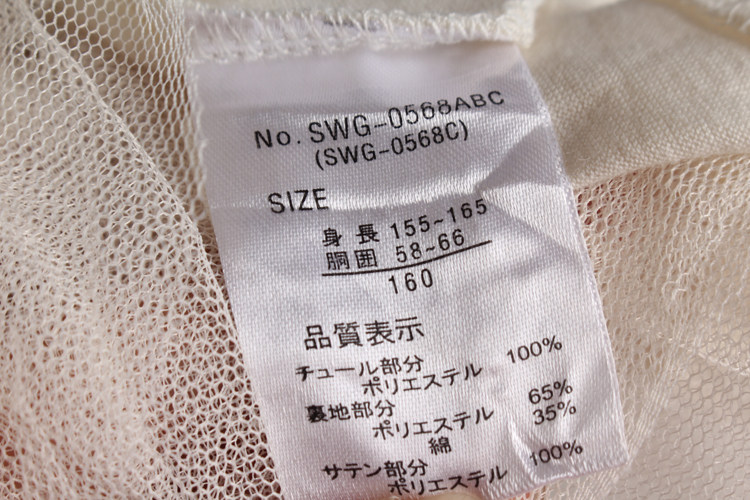 No. SWG-0568ABC
(SWG-0568C)
SIZE
身長 155~165
胴囲 58~66
160
品質表示
チュール部分
ポリエステル 100%
裏地部分
ポリエステル 65%
綿 35%
サテン部分
ポリエステル 100%